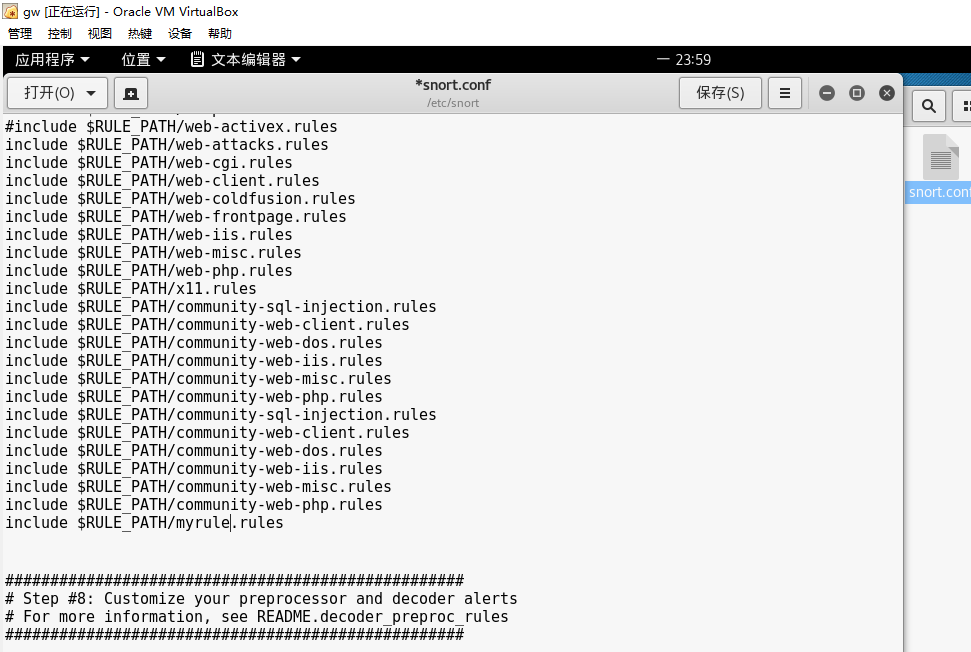 gw [正在运行] - Oracle VM VirtualBox
管理 控制 视图 热键 设备 帮助
应用程序 位置 文本编辑器 一 23:59
打开(O) *snort.conf 保存(S)
/etc/snort
#include $RULE_PATH/web-activex.rules
include $RULE_PATH/web-attacks.rules
include $RULE_PATH/web-cgi.rules
include $RULE_PATH/web-client.rules
include $RULE_PATH/web-coldfusion.rules
include $RULE_PATH/web-frontpage.rules
include $RULE_PATH/web-iis.rules
include $RULE_PATH/web-misc.rules
include $RULE_PATH/web-php.rules
include $RULE_PATH/x11.rules
include $RULE_PATH/community-sql-injection.rules
include $RULE_PATH/community-web-client.rules
include $RULE_PATH/community-web-dos.rules
include $RULE_PATH/community-web-iis.rules
include $RULE_PATH/community-web-misc.rules
include $RULE_PATH/community-web-php.rules
include $RULE_PATH/community-sql-injection.rules
include $RULE_PATH/community-web-client.rules
include $RULE_PATH/community-web-dos.rules
include $RULE_PATH/community-web-iis.rules
include $RULE_PATH/community-web-misc.rules
include $RULE_PATH/community-web-php.rules
include $RULE_PATH/myrule.rules
###################################################
# Step #8: Customize your preprocessor and decoder alerts
# For more information, see README.decoder_preproc_rules
###################################################
snort.conf